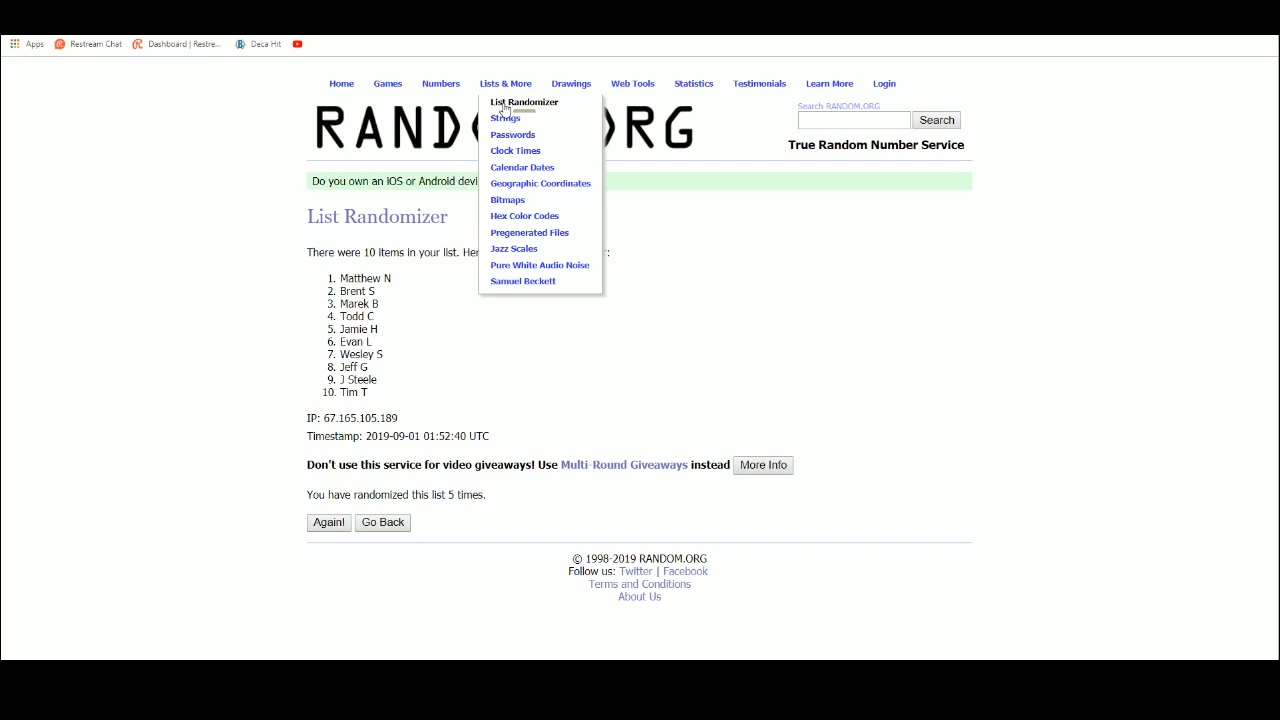 Apps Restream Chat Dashboard | Restre... Deca Hit
Home Games Numbers Lists & More Drawings Web Tools Statistics Testimonials Learn More Login
List Randomizer
Strings
Passwords
Clock Times
Calendar Dates
Geographic Coordinates
Bitmaps
Hex Color Codes
Pregenerated Files
Jazz Scales
Pure White Audio Noise
Samuel Beckett
RAND RG
Search RANDOM.ORG
Search
True Random Number Service
Do you own an iOS or Android devi
List Randomizer
There were 10 items in your list. Her :
1. Matthew N
2. Brent S
3. Marek B
4. Todd C
5. Jamie H
6. Evan L
7. Wesley S
8. Jeff G
9. J Steele
10. Tim T
IP: 67.165.105.189
Timestamp: 2019-09-01 01:52:40 UTC
Don't use this service for video giveaways! Use Multi-Round Giveaways instead More Info
You have randomized this list 5 times.
Again! Go Back
© 1998-2019 RANDOM.ORG
Follow us: Twitter | Facebook
Terms and Conditions
About Us